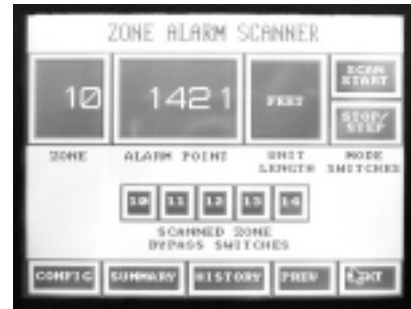 ZONE ALARM SCANNER
10
1421
FEET
SCAN
START
STOP/
STEP
ZONE
ALARM POINT
UNIT
LENGTH
MODE
SWITCHES
10 11 12 13 14
SCANNED ZONE
BYPASS SWITCHES
CONFIG SUMMARY HISTORY PREV NEXT